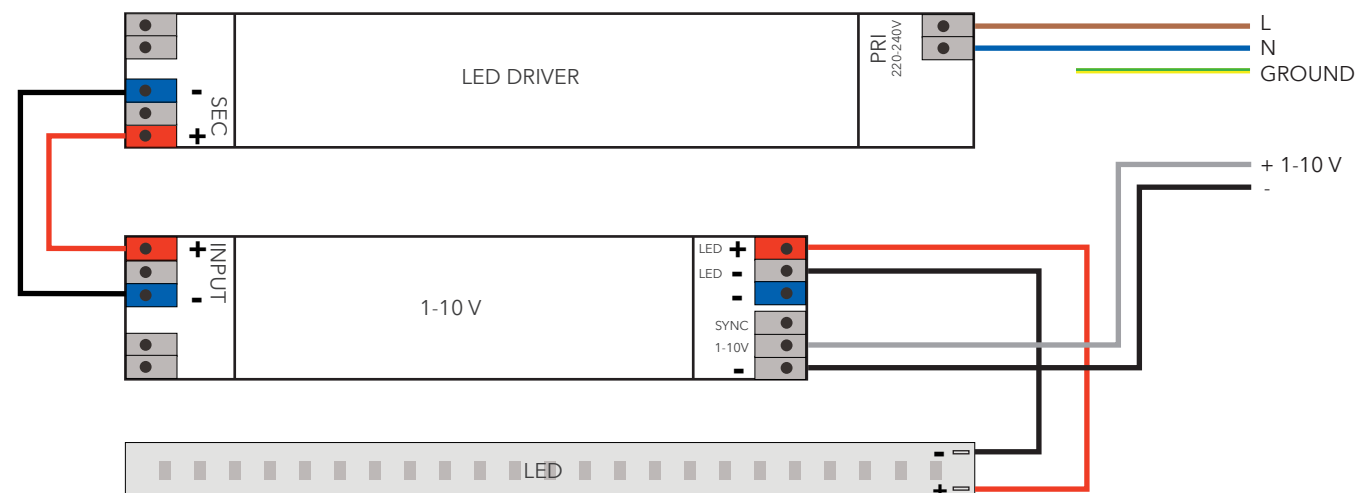 LED DRIVER
-
SEC
+
PRI
220-240V
L
N
GROUND
+ 1-10 V
-
+
INPUT
-
1-10 V
LED +
LED -
-
SYNC
1-10V
-
LED
-
+